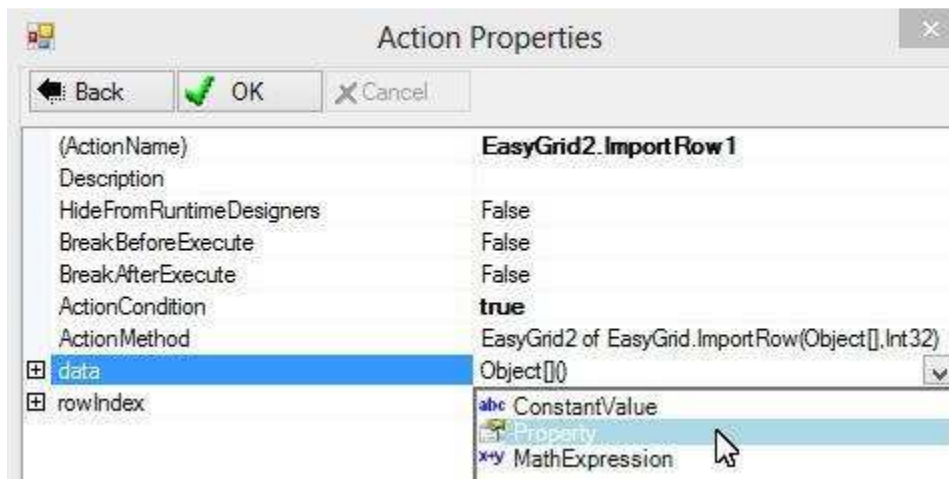 Action Properties
Back OK Cancel
(ActionName) EasyGrid2.ImportRow1
Description
HideFromRuntimeDesigners False
BreakBeforeExecute False
BreakAfterExecute False
ActionCondition true
ActionMethod EasyGrid2 of EasyGrid.ImportRow(Object[],Int32)
data Object[]()
rowIndex
abc ConstantValue
Property
x+y MathExpression